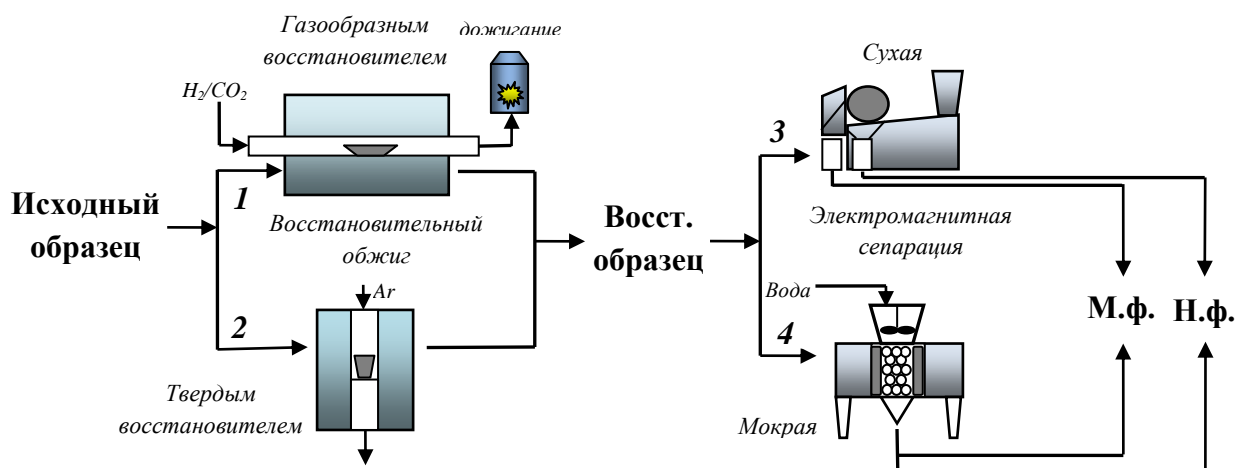 Газообразным
восстановителем
дожигание
H2/CO2
Сухая
1
3
Исходный
образец
Восстановительный
обжиг
Восст.
образец
Электромагнитная
сепарация
Ar
Вода
М.ф.
Н.ф.
2
4
Твердым
восстановителем
Мокрая